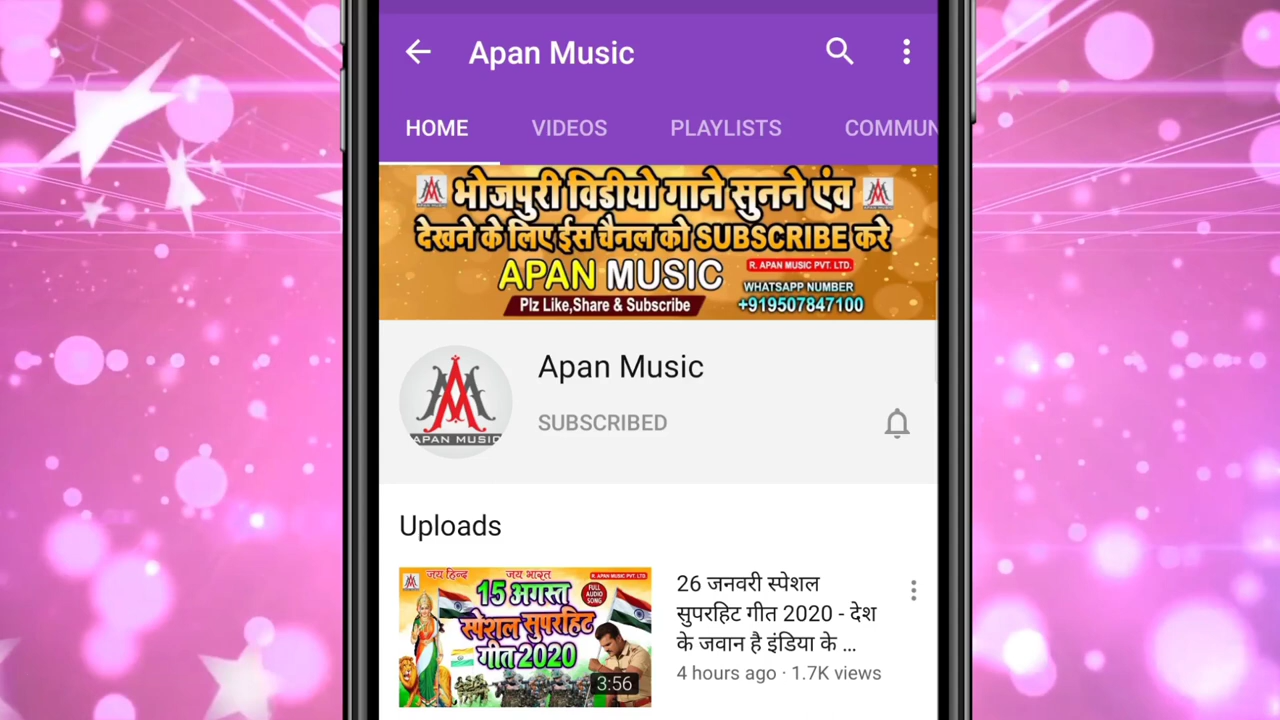 Apan Music
HOME VIDEOS PLAYLISTS COMMUN
भोजपुरी विडीयो गाने सुनने एंव
देखने के लिए ईस चैनल को SUBSCRIBE करे
APAN MUSIC
R. APAN MUSIC PVT. LTD.
WHATSAPP NUMBER
Plz Like,Share & Subscribe
+919507847100
Apan Music
SUBSCRIBED
APAN MUSIC
Uploads
जय हिन्द जय भारत
R. APAN MUSIC PVT. LTD
15 अगस्त
FULL AUDIO SONG
स्पेशल सुपरहिट
गीत 2020
3:56
26 जनवरी स्पेशल
सुपरहिट गीत 2020 - देश
के जवान है इंडिया के ...
4 hours ago · 1.7K views